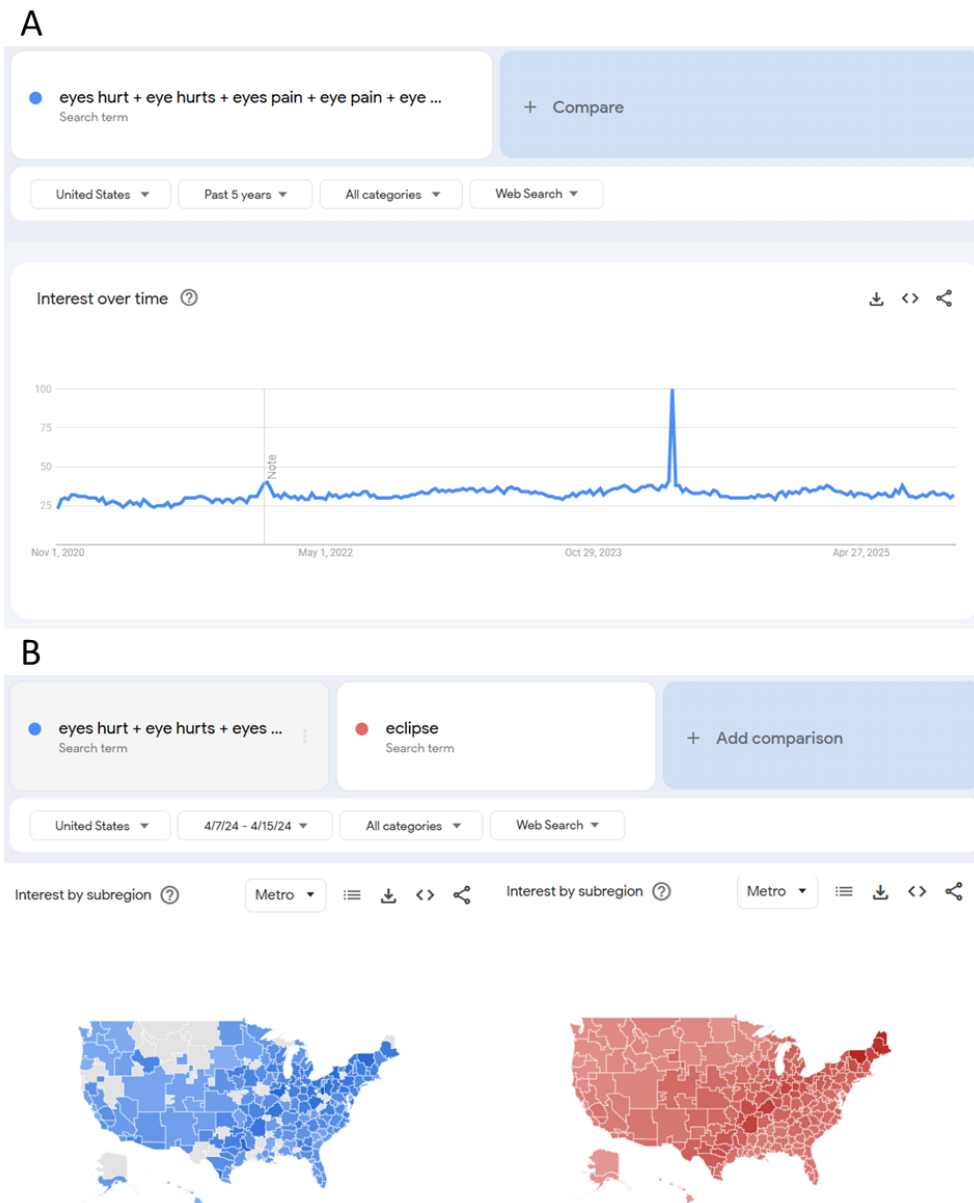 A
eyes hurt + eye hurts + eyes pain + eye pain + eye ...
Search term
+ Compare
United States
Past 5 years
All categories
Web Search
Interest over time
100
75
50
25
Note
Nov 1, 2020
May 1, 2022
Oct 29, 2023
Apr 27, 2025
B
eyes hurt + eye hurts + eyes ...
Search term
eclipse
Search term
+ Add comparison
United States
4/7/24 - 4/15/24
All categories
Web Search
Interest by subregion
Metro
Interest by subregion
Metro